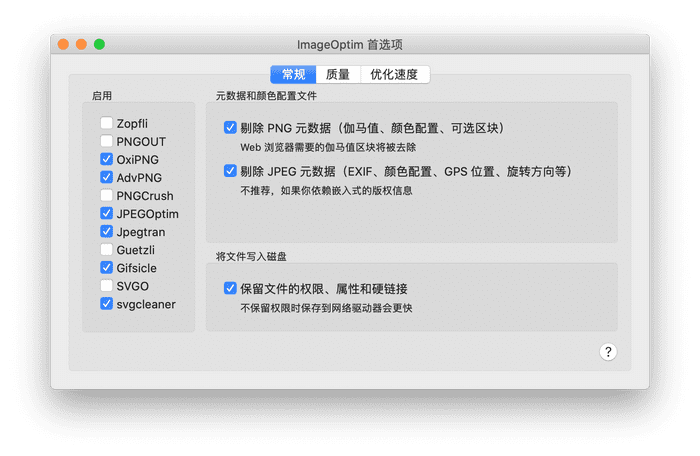 ImageOptim 首选项
常规 质量 优化速度
启用
Zopfli
PNGOUT
OxiPNG
AdvPNG
PNGCrush
JPEGOptim
Jpegtran
Guetzli
Gifsicle
SVGO
svgcleaner
元数据和颜色配置文件
剔除 PNG 元数据（伽马值、颜色配置、可选区块）
Web 浏览器需要的伽马值区块将被去除
剔除 JPEG 元数据（EXIF、颜色配置、GPS 位置、旋转方向等）
不推荐，如果你依赖嵌入式的版权信息
将文件写入磁盘
保留文件的权限、属性和硬链接
不保留权限时保存到网络驱动器会更快
?